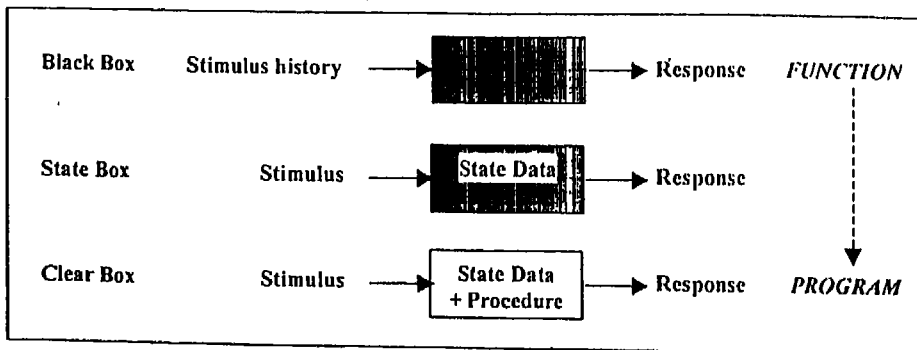 Black Box Stimulus history Response FUNCTION
State Box Stimulus State Data Response
Clear Box Stimulus State Data + Procedure Response PROGRAM